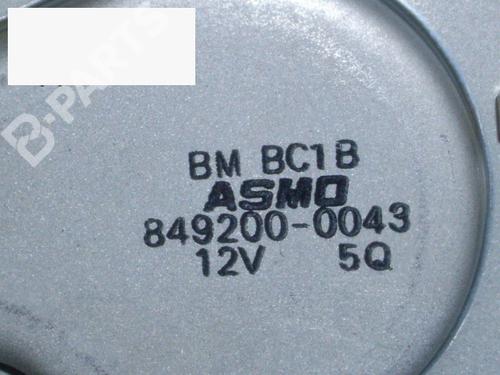 B-PARTS
BM BC1B
ASMO
849200-0043
12V 5Q